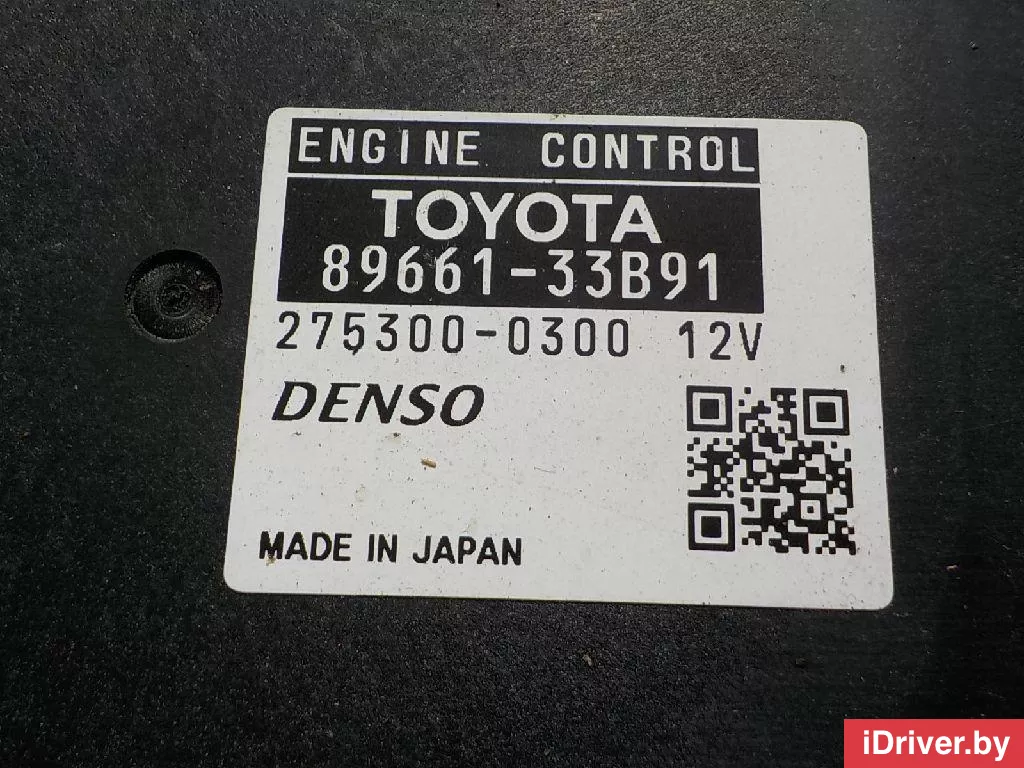 ENGINE CONTROL
TOYOTA
89661-33B91
275300-0300 12V
DENSO
MADE IN JAPAN
iDriver.by